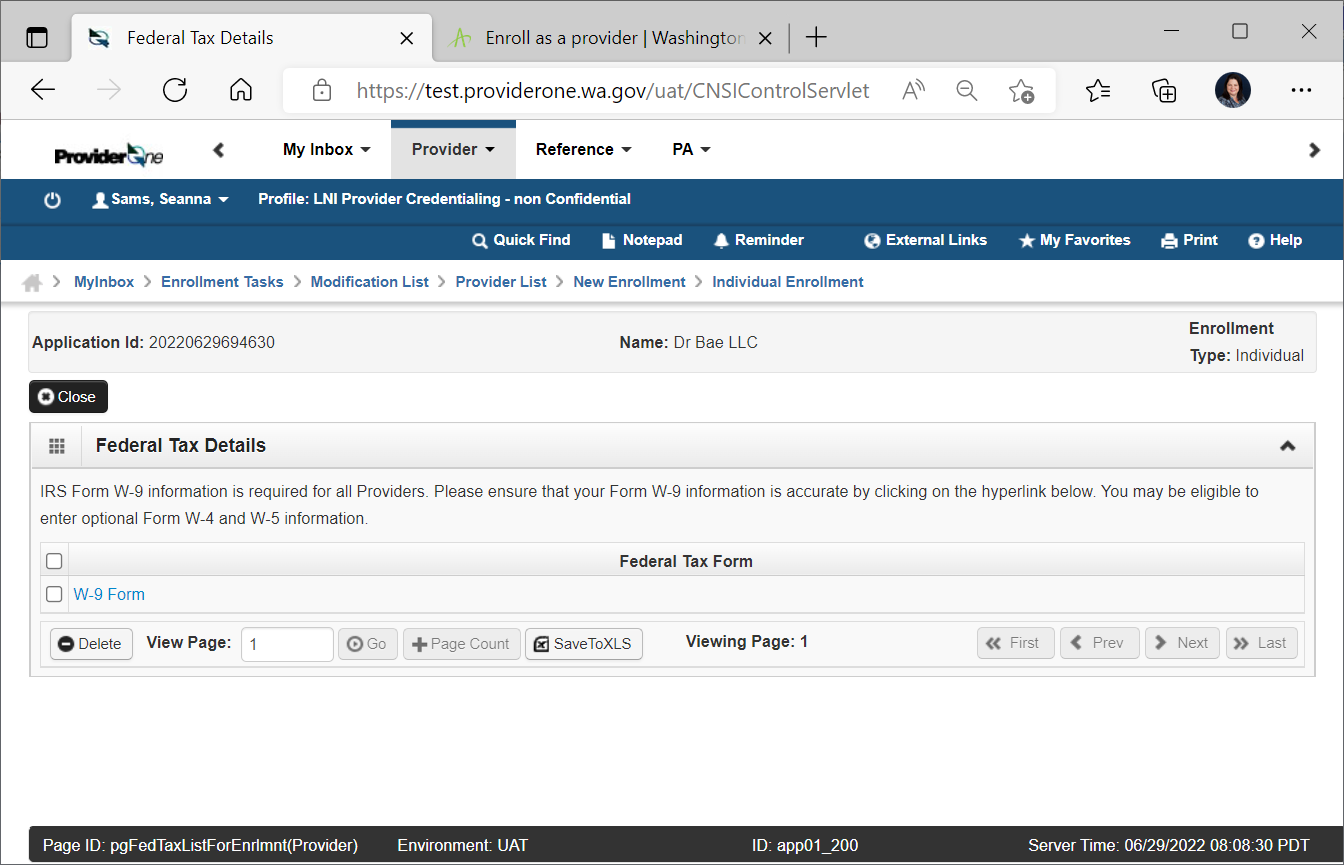 Federal Tax Details
Enroll as a provider | Washington
https://test.providerone.wa.gov/uat/CNSIControlServlet
ProviderOne
My Inbox
Provider
Reference
PA
Sams, Seanna
Profile: LNI Provider Credentialing - non Confidential
Quick Find
Notepad
Reminder
External Links
My Favorites
Print
Help
MyInbox
Enrollment Tasks
Modification List
Provider List
New Enrollment
Individual Enrollment
Application Id: 20220629694630
Name: Dr Bae LLC
Enrollment
Type: Individual
Close
Federal Tax Details
IRS Form W-9 information is required for all Providers. Please ensure that your Form W-9 information is accurate by clicking on the hyperlink below. You may be eligible to
enter optional Form W-4 and W-5 information.
Federal Tax Form
W-9 Form
Delete
View Page:
1
Go
Page Count
SaveToXLS
Viewing Page: 1
First
Prev
Next
Last
Page ID: pgFedTaxListForEnrlmnt(Provider)
Environment: UAT
ID: app01_200
Server Time: 06/29/2022 08:08:30 PDT